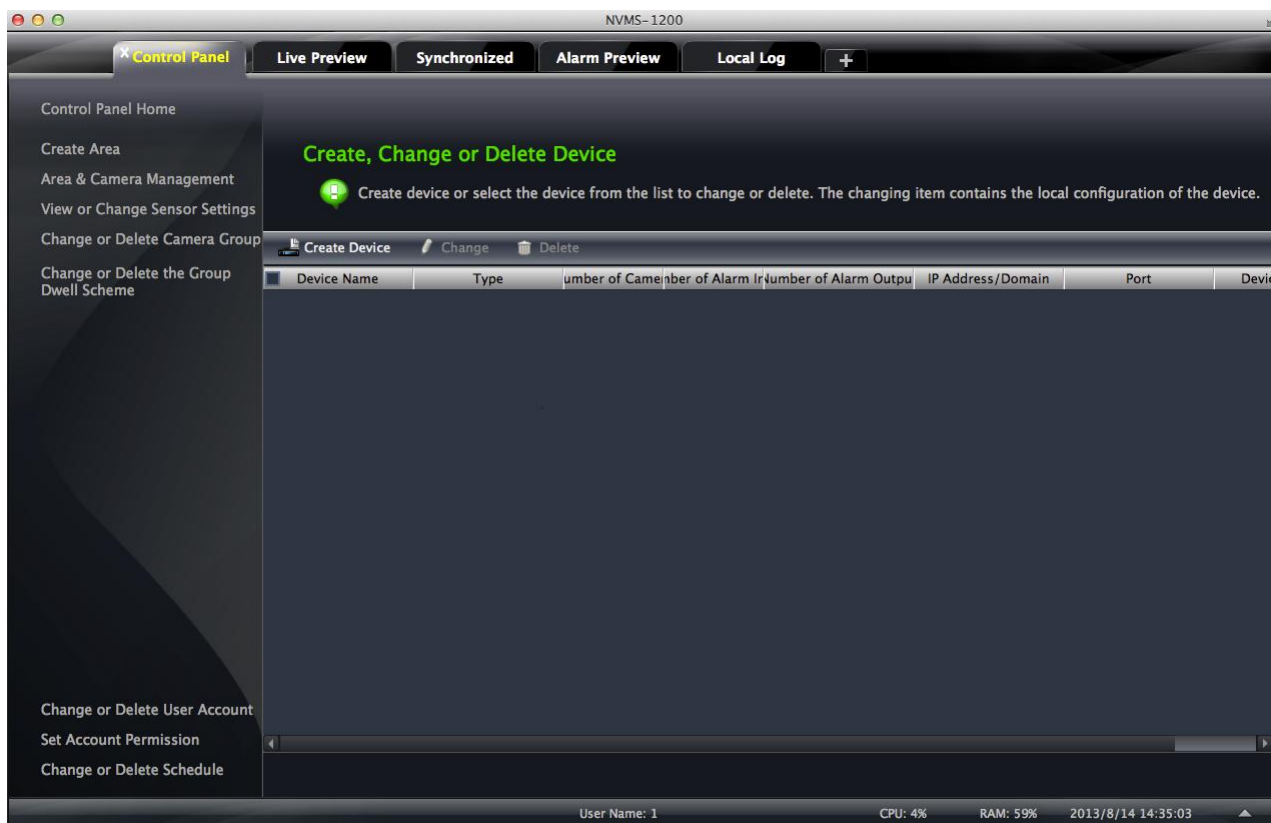 NVMS-1200
x Control Panel
Live Preview
Synchronized
Alarm Preview
Local Log
+
Control Panel Home
Create Area
Area & Camera Management
View or Change Sensor Settings
Change or Delete Camera Group
Change or Delete the Group
Dwell Scheme
Create, Change or Delete Device
Create device or select the device from the list to change or delete. The changing item contains the local configuration of the device.
Create Device
Change
Delete
Device Name
Type
umber of Came
nber of Alarm In
Number of Alarm Outpu
IP Address/Domain
Port
Devi
Change or Delete User Account
Set Account Permission
Change or Delete Schedule
User Name: 1
CPU: 4%
RAM: 59%
2013/8/14 14:35:03